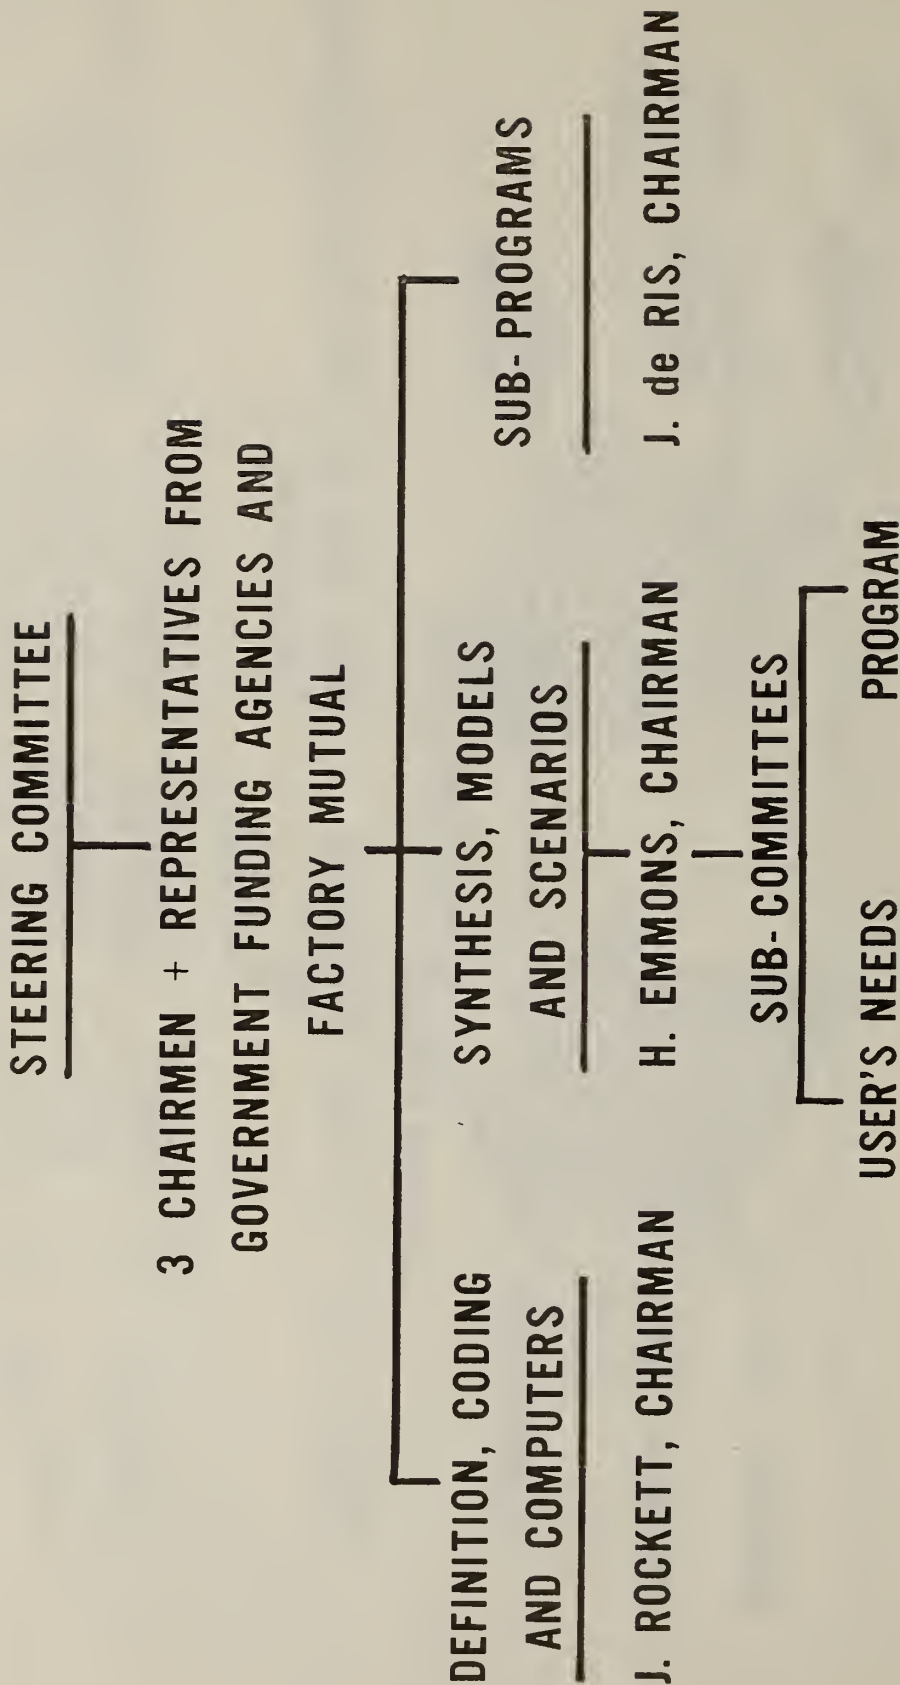 STEERING COMMITTEE
3 CHAIRMEN + REPRESENTATIVES FROM
GOVERNMENT FUNDING AGENCIES AND
FACTORY MUTUAL
DEFINITION, CODING
AND COMPUTERS
J. ROCKETT, CHAIRMAN
SYNTHESIS, MODELS
AND SCENARIOS
H. EMMONS, CHAIRMAN
SUB-PROGRAMS
J. de RIS, CHAIRMAN
SUB-COMMITTEES
USER'S NEEDS
PROGRAM